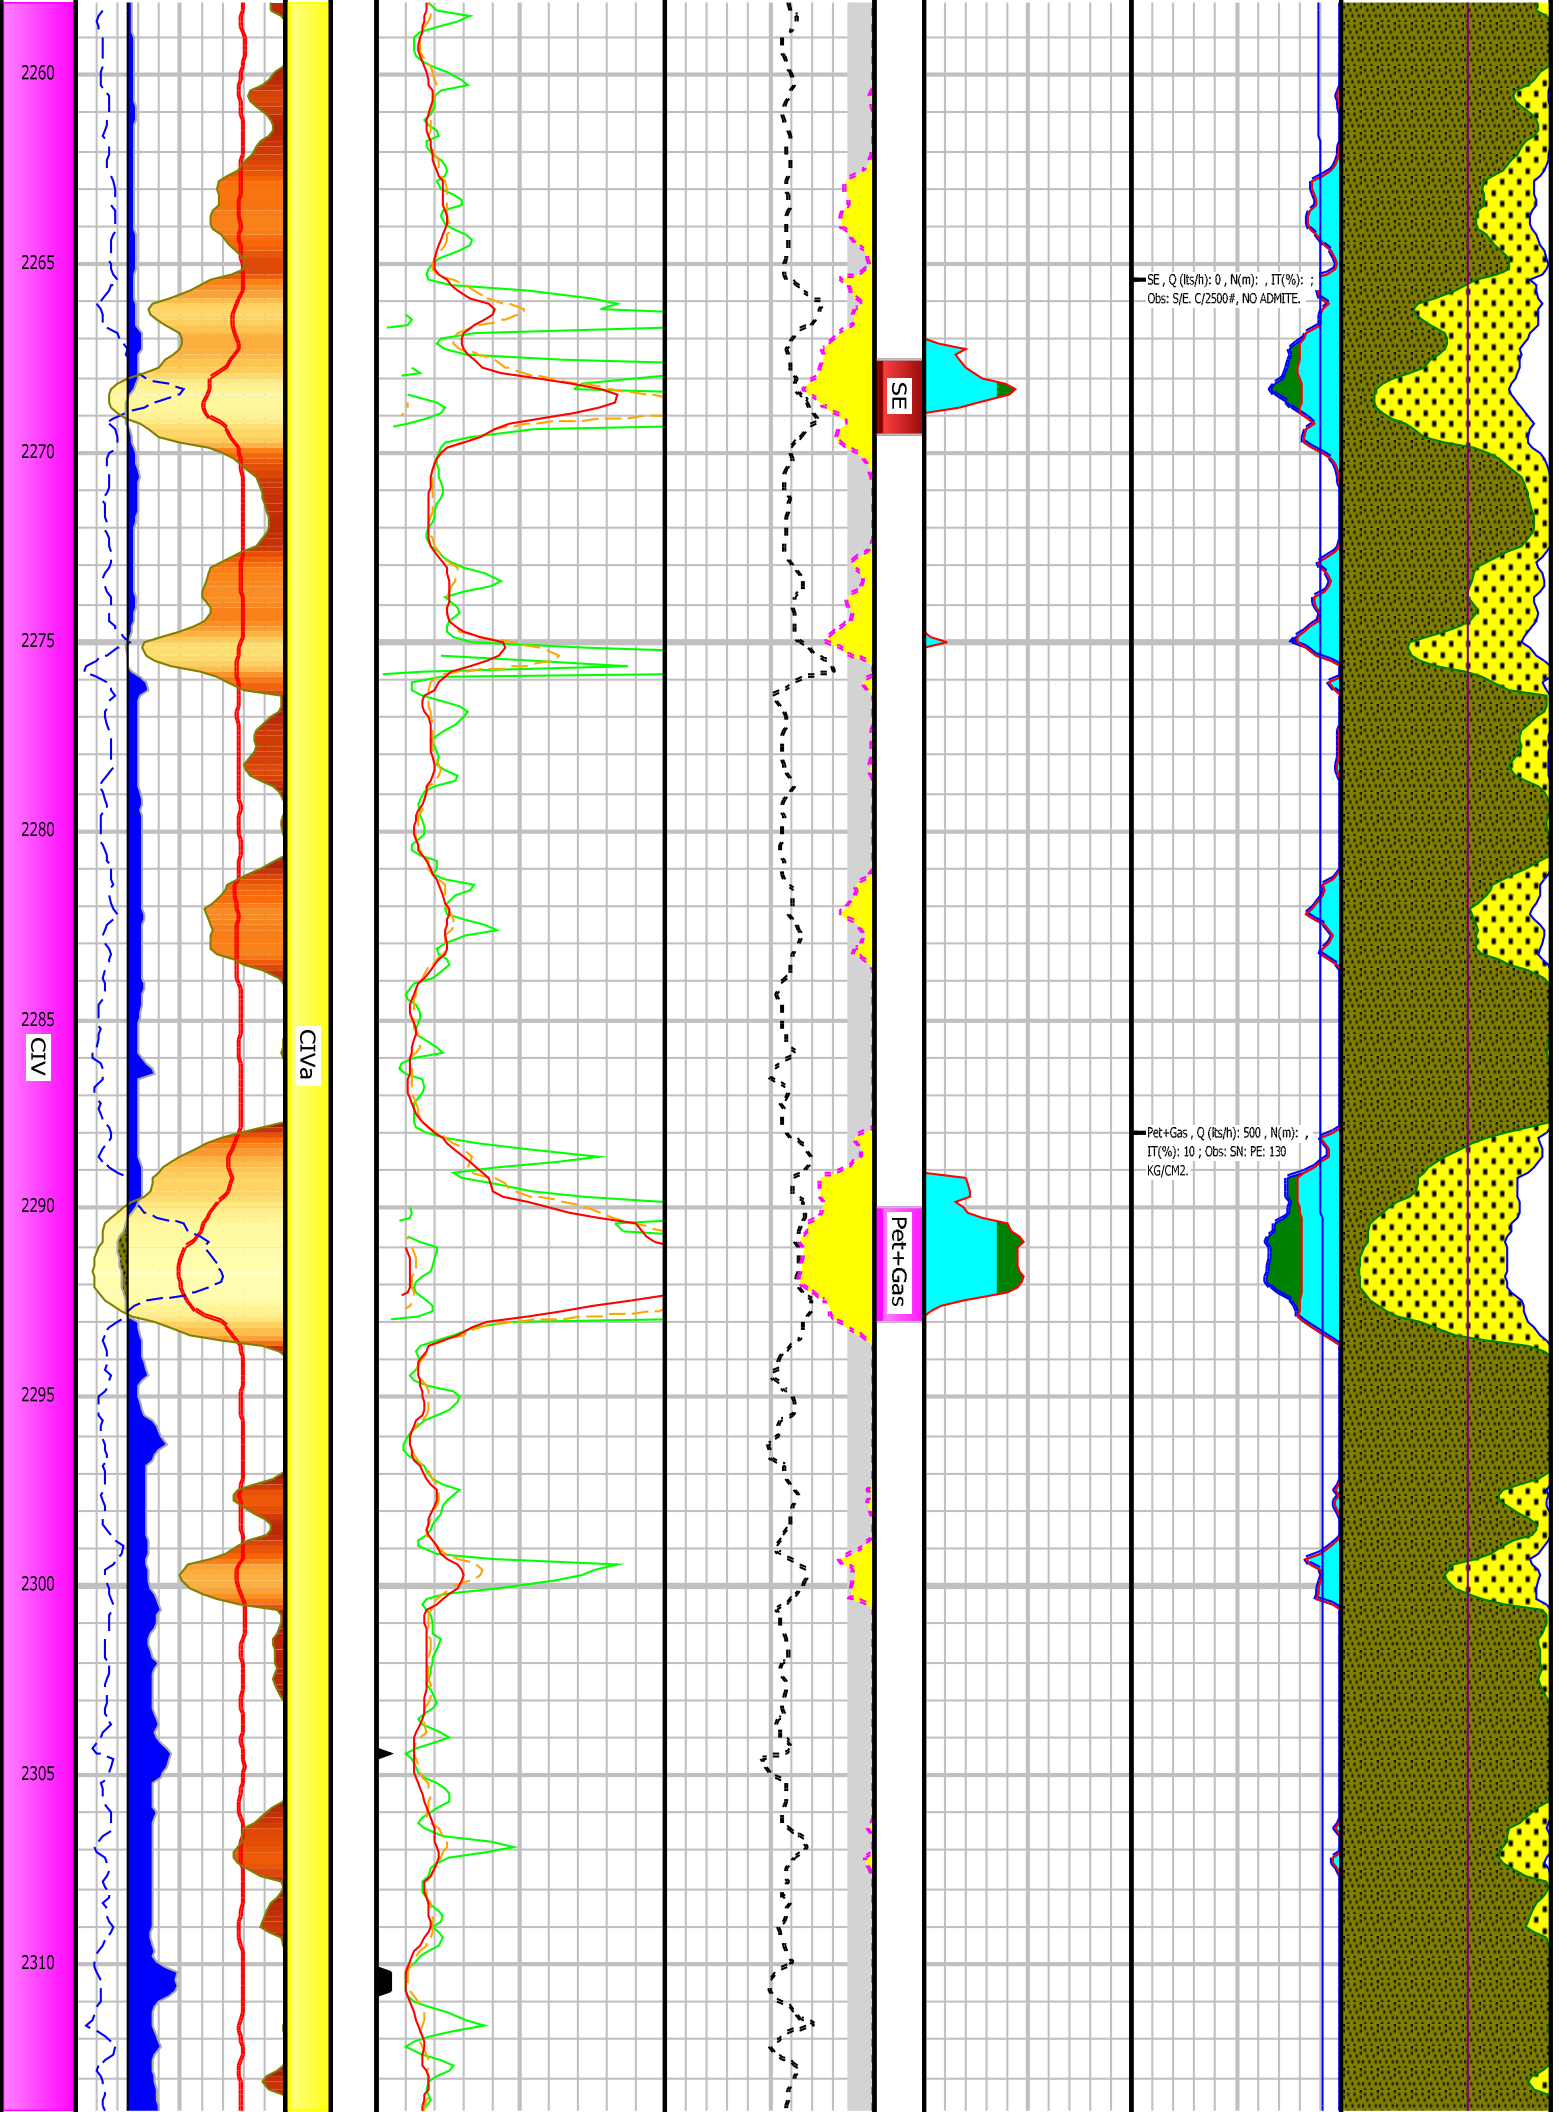 2260
2265
SE , Q (lts/h): 0 , N(m):  , IT(%):  ;
Obs: S/E. C/2500#, NO ADMITE.
SE
2270
2275
2280
2285
CIV
CIVa
Pet+Gas , Q (lts/h): 500 , N(m):  ,
IT(%): 10 ; Obs: SN: PE: 130
KG/CM2.
2290
Pet+Gas
2295
2300
2305
2310